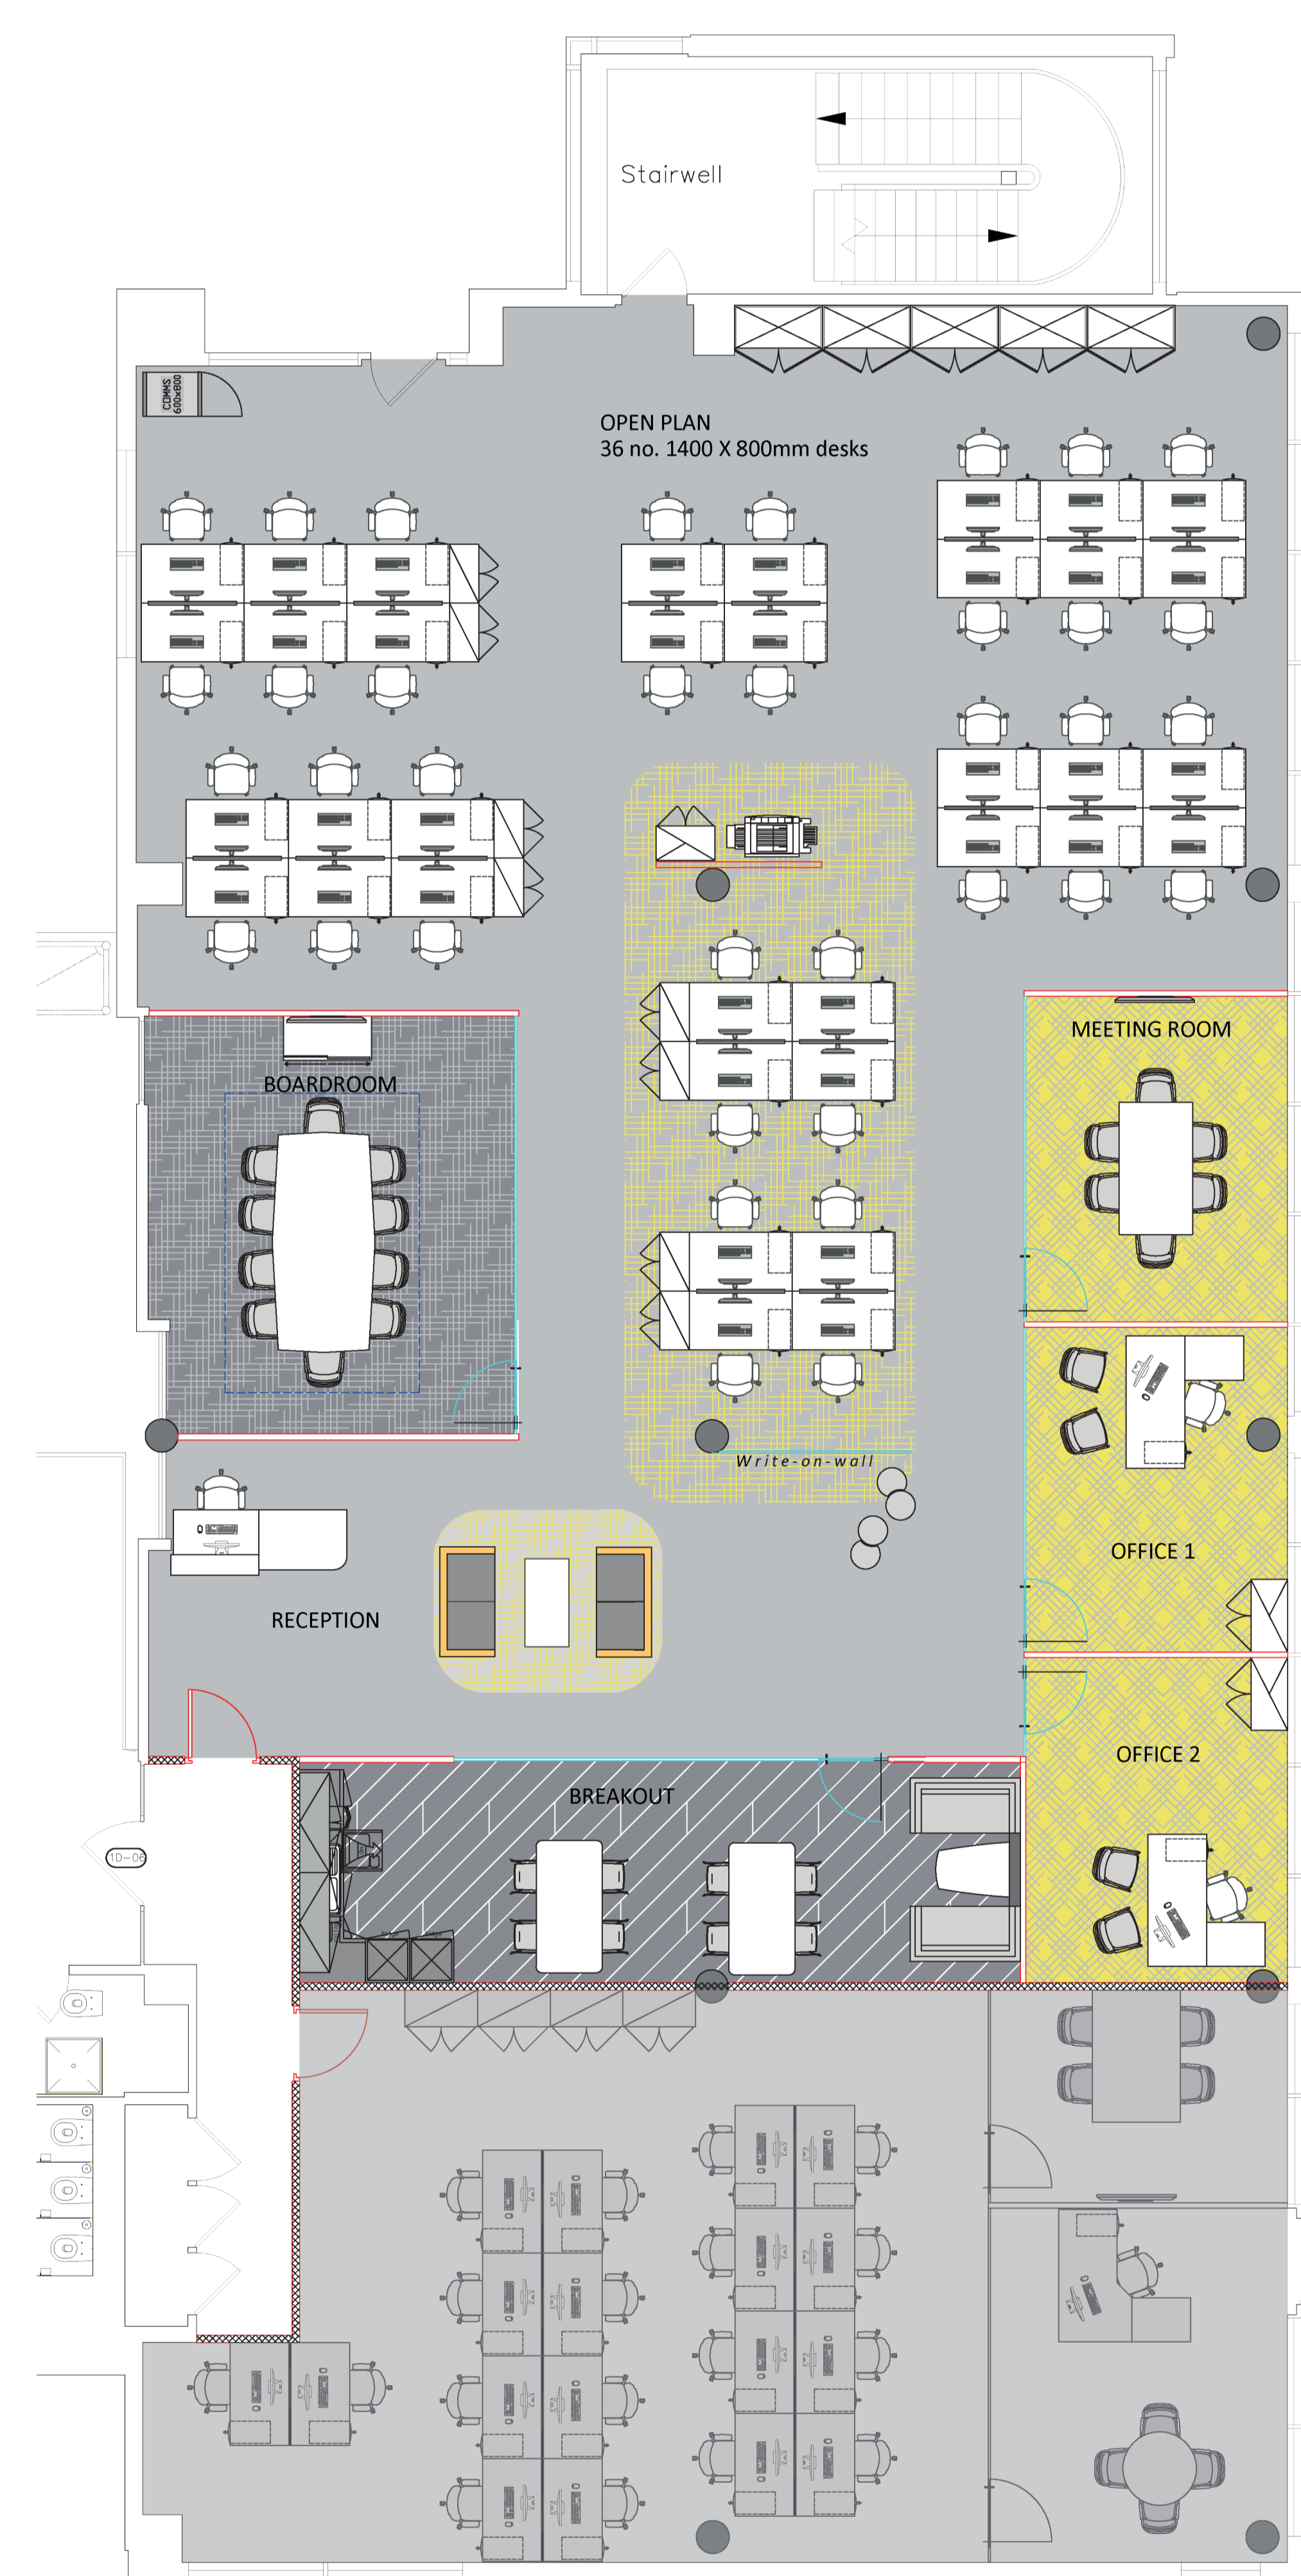 Stairwell
COMMS
600x800
OPEN PLAN
36 no. 1400 X 800mm desks
MEETING ROOM
BOARDROOM
Write-on-wall
OFFICE 1
RECEPTION
OFFICE 2
BREAKOUT
1D-06